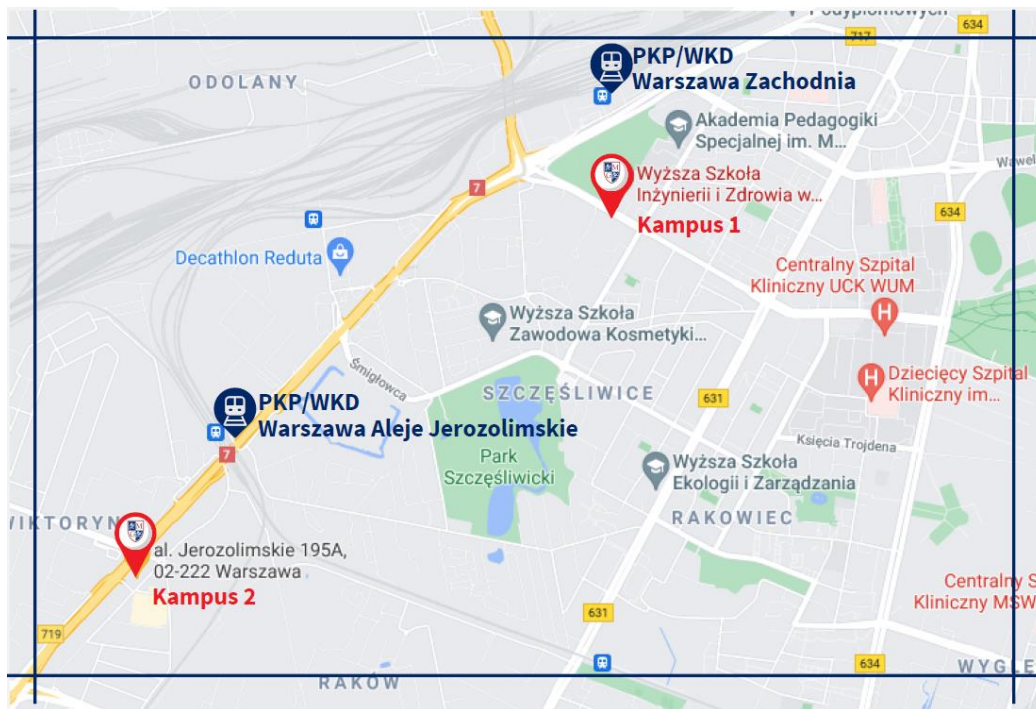 Podyplomowych
634
717
PKP/WKD
Warszawa Zachodnia
ODOLANY
Akademia Pedagogiki
Specjalnej im. M...
Wawel
7
Wyższa Szkoła
Inżynierii i Zdrowia w...
Kampus 1
634
Decathlon Reduta
Centralny Szpital
Kliniczny UCK WUM
H
Wyższa Szkoła
Zawodowa Kosmetyki...
Śmigłowca
Dziecięcy Szpital
Kliniczny im...
H
SZCZĘŚLIWICE
631
PKP/WKD
Warszawa Aleje Jerozolimskie
Księcia Trojdena
7
Park
Szczęśliwicki
Wyższa Szkoła
Ekologii i Zarządzania
RAKOWIEC
WIKTORYN
al. Jerozolimskie 195A,
02-222 Warszawa
Kampus 2
Centralny S
Kliniczny MSW
631
719
634
WYGLĘ
RAKÓW